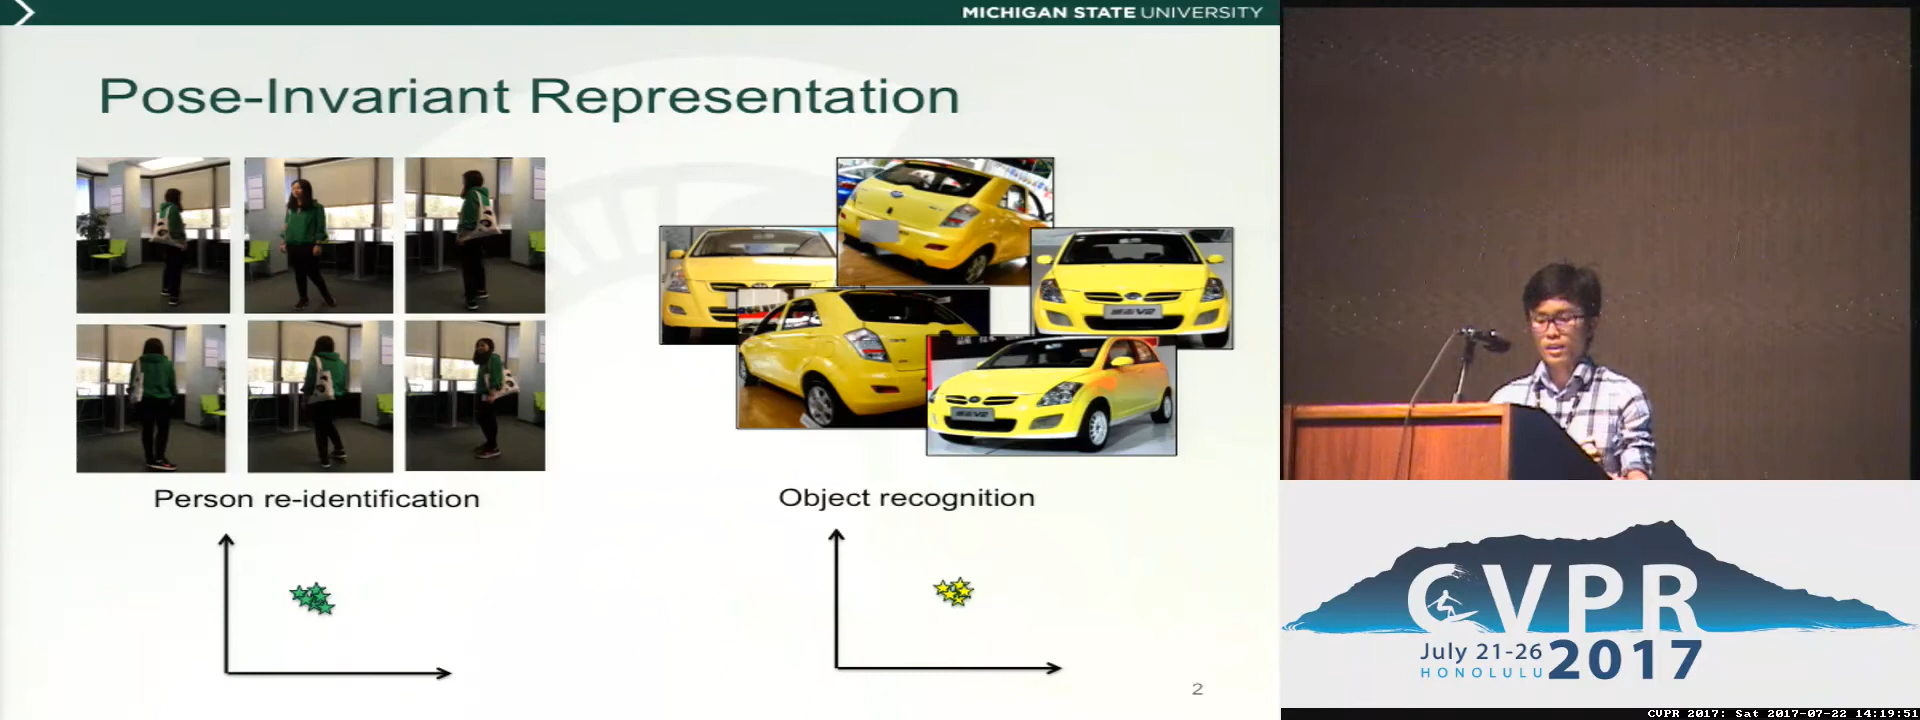 MICHIGAN STATE UNIVERSITY
Pose-Invariant Representation
Person re-identification
Object recognition
2
CVPR
July 21-26
HONOLULU
2017
CVPR 2017: Sat 2017-07-22 14:19:51